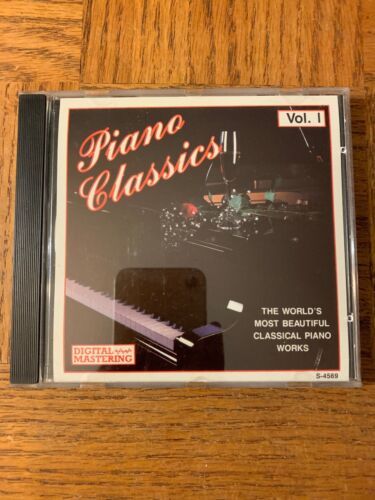 Piano
Classics
Vol. I
THE WORLD'S
MOST BEAUTIFUL
CLASSICAL PIANO
WORKS
DIGITAL
MASTERING
S-4569